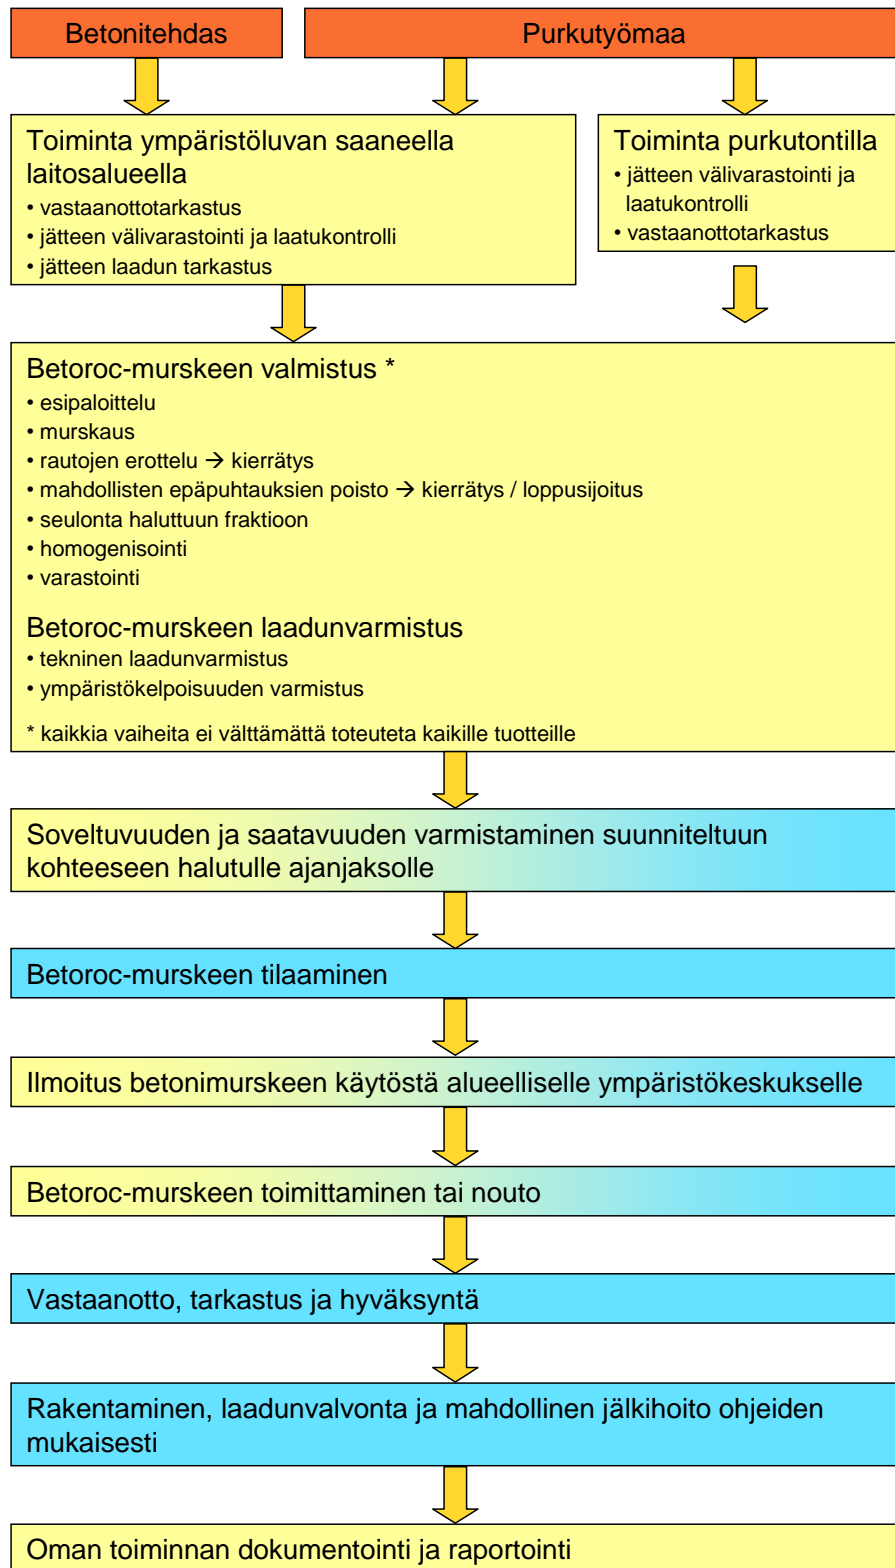 Betonitehdas
Purkutyömaa
Toiminta ympäristöluvan saaneella
laitosalueella
• vastaanottotarkastus
• jätteen välivarastointi ja laatukontrolli
• jätteen laadun tarkastus
Toiminta purkutontilla
• jätteen välivarastointi ja
laatukontrolli
• vastaanottotarkastus
Betoroc-murskeen valmistus *
• esipaloittelu
• murskaus
• rautojen erottelu → kierrätys
• mahdollisten epäpuhtauksien poisto → kierrätys / loppusijoitus
• seulonta haluttuun fraktioon
• homogenisointi
• varastointi
Betoroc-murskeen laadunvarmistus
• tekninen laadunvarmistus
• ympäristökelpoisuuden varmistus
* kaikkia vaiheita ei välttämättä toteuteta kaikille tuotteille
Soveltuvuuden ja saatavuuden varmistaminen suunniteltuun
kohteeseen halutulle ajanjaksolle
Betoroc-murskeen tilaaminen
Ilmoitus betonimurskeen käytöstä alueelliselle ympäristökeskukselle
Betoroc-murskeen toimittaminen tai nouto
Vastaanotto, tarkastus ja hyväksyntä
Rakentaminen, laadunvalvonta ja mahdollinen jälkihoito ohjeiden
mukaisesti
Oman toiminnan dokumentointi ja raportointi